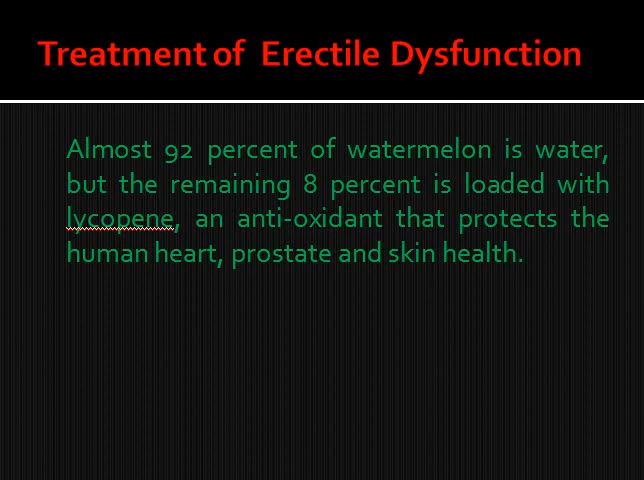 Treatment of Erectile Dysfunction
Almost 92 percent of watermelon is water,
but the remaining 8 percent is loaded with
lycopene, an anti-oxidant that protects the
human heart, prostate and skin health.